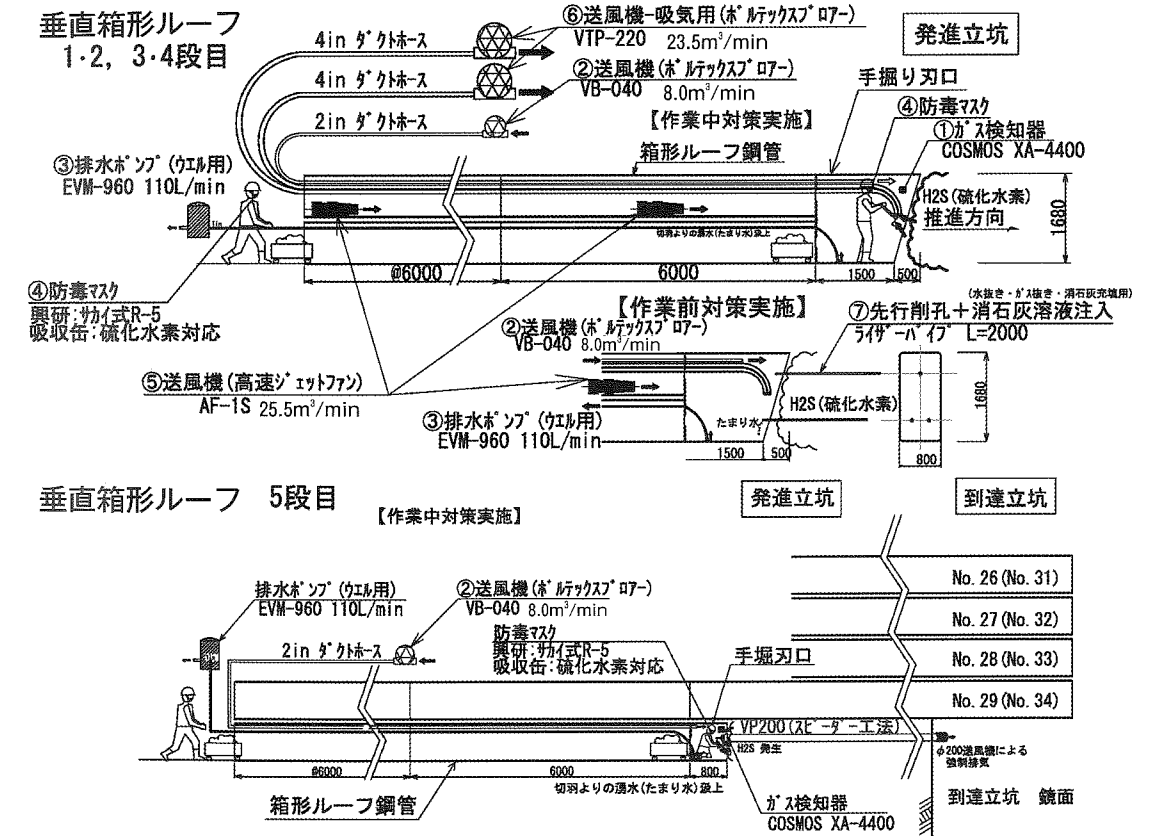 垂直箱形ルーフ
1・2, 3・4段目
⑥送風機-吸気用(ﾎﾞﾙﾃｯｸｽﾌﾞﾛｱｰ)
VTP-220 23.5m³/min
発進立坑
4in ﾀﾞｸﾄﾎｰｽ
②送風機(ﾎﾞﾙﾃｯｸｽﾌﾞﾛｱｰ)
VB-040 8.0m³/min
手掘り刃口
4in ﾀﾞｸﾄﾎｰｽ
④防毒ﾏｽｸ
2in ﾀﾞｸﾄﾎｰｽ
【作業中対策実施】
①ｶﾞｽ検知器
COSMOS XA-4400
箱形ルーフ鋼管
③排水ﾎﾟﾝﾌﾟ(ｳｴﾙ用)
EVM-960 110L/min
H2S(硫化水素)
推進方向
1680
1in
切羽よりの湧水(たまり水)汲上
@6000
6000
1500
500
④防毒ﾏｽｸ
興研:ｻｶｲ式R-5
吸収缶:硫化水素対応
【作業前対策実施】
(水抜き・ｶﾞｽ抜き・消石灰充填用)
⑦先行削孔+消石灰溶液注入
ﾗｲｻﾞｰﾊﾟｲﾌﾟ L=2000
②送風機(ﾎﾞﾙﾃｯｸｽﾌﾞﾛｱｰ)
VB-040 8.0m³/min
⑤送風機(高速ｼﾞｪｯﾄﾌｧﾝ)
AF-1S 25.5m³/min
H2S(硫化水素)
1680
③排水ﾎﾟﾝﾌﾟ(ｳｴﾙ用)
EVM-960 110L/min
たまり水
1500
500
800
垂直箱形ルーフ 5段目
【作業中対策実施】
発進立坑
到達立坑
No.26(No.31)
排水ﾎﾟﾝﾌﾟ(ｳｴﾙ用)
EVM-960 110L/min
②送風機(ﾎﾞﾙﾃｯｸｽﾌﾞﾛｱｰ)
VB-040 8.0m³/min
No.27(No.32)
防毒ﾏｽｸ
興研:ｻｶｲ式R-5
吸収缶:硫化水素対応
2in ﾀﾞｸﾄﾎｰｽ
手堀刃口
No.28(No.33)
No.29(No.34)
VP200(ｽﾋﾟｰﾀﾞｰ工法)
H2S 発生
φ200送風機による
強制排気
@6000
6000
800
切羽よりの湧水(たまり水)汲上
箱形ルーフ鋼管
ｶﾞｽ検知器
COSMOS XA-4400
到達立坑 鏡面